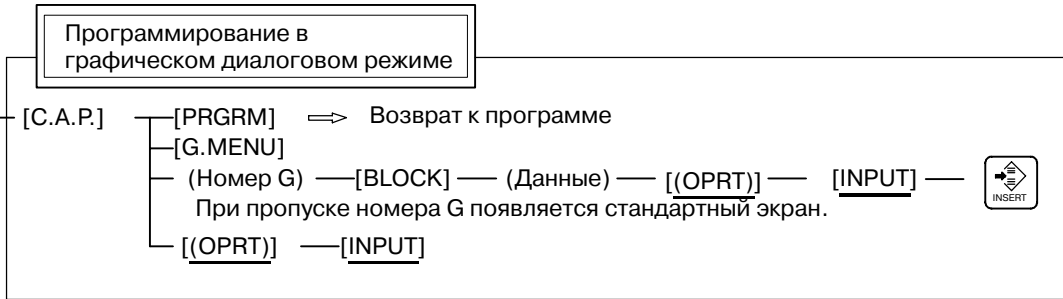 Программирование в
графическом диалоговом режиме
[C.A.P.] [PRGRM] Возврат к программе
[G.MENU]
(Номер G) [BLOCK] (Данные) [(OPRT)] [INPUT] INSERT
При пропуске номера G появляется стандартный экран.
[(OPRT)] [INPUT]